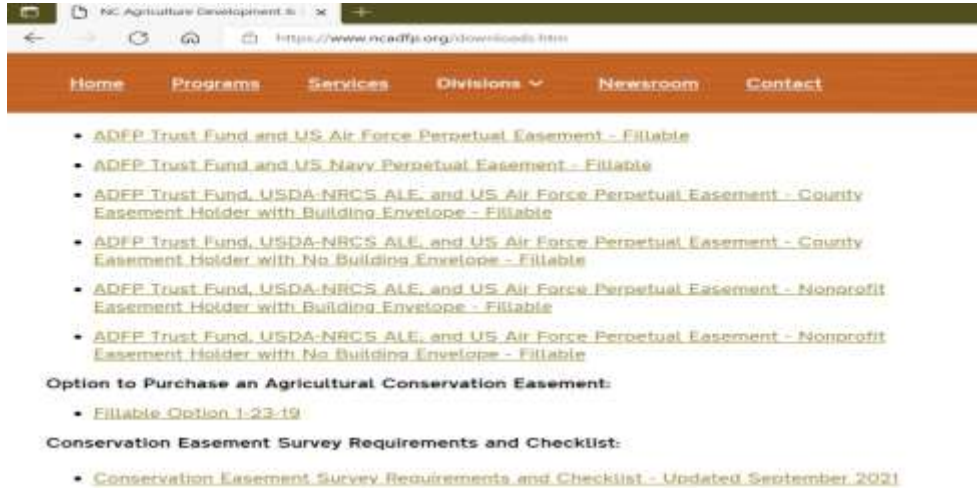 NC Agriculture Development &
https://www.ncadfp.org/downloads.htm
Home Programs Services Divisions Newsroom Contact
• ADFP Trust Fund and US Air Force Perpetual Easement - Fillable
• ADFP Trust Fund and US Navy Perpetual Easement - Fillable
• ADFP Trust Fund, USDA-NRCS ALE, and US Air Force Perpetual Easement - County
Easement Holder with Building Envelope - Fillable
• ADFP Trust Fund, USDA-NRCS ALE, and US Air Force Perpetual Easement - County
Easement Holder with No Building Envelope - Fillable
• ADFP Trust Fund, USDA-NRCS ALE, and US Air Force Perpetual Easement - Nonprofit
Easement Holder with Building Envelope - Fillable
• ADFP Trust Fund, USDA-NRCS ALE, and US Air Force Perpetual Easement - Nonprofit
Easement Holder with No Building Envelope - Fillable
Option to Purchase an Agricultural Conservation Easement:
• Fillable Option 1-23-19
Conservation Easement Survey Requirements and Checklist:
• Conservation Easement Survey Requirements and Checklist - Updated September 2021